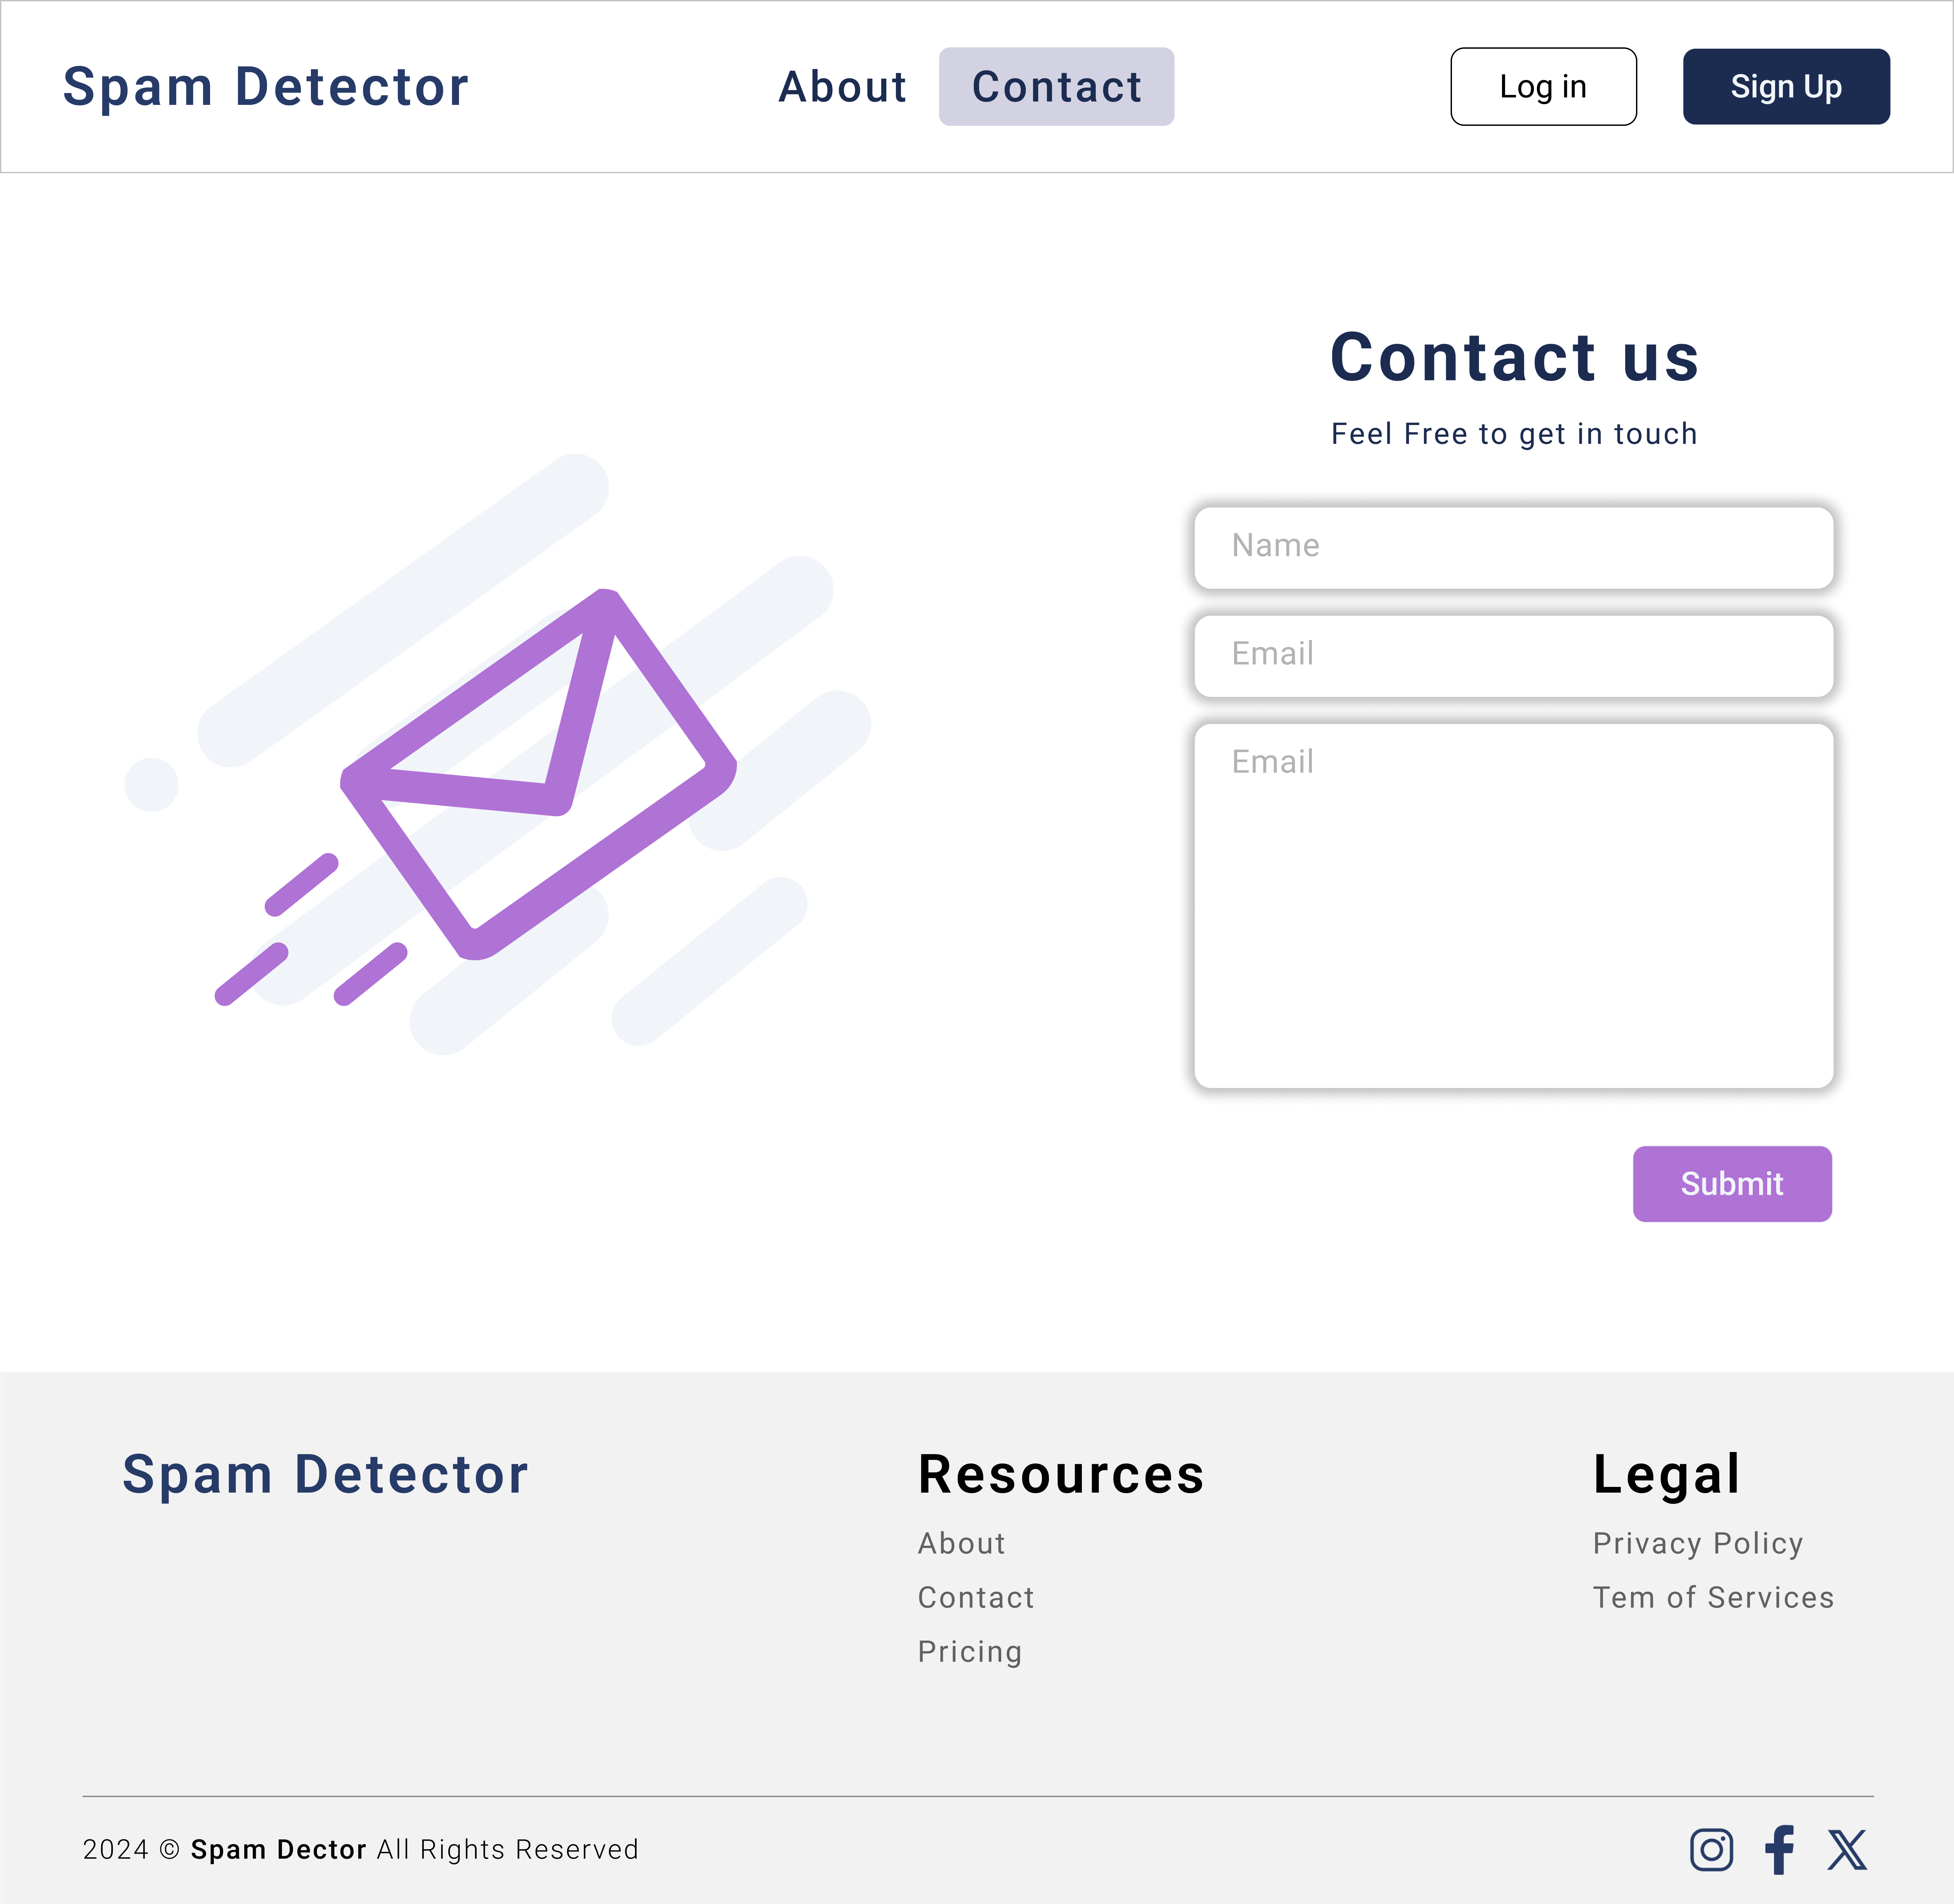 Spam Detector
About
Contact
Log in
Sign Up
Contact us
Feel Free to get in touch
Name
Email
Email
Submit
Spam Detector
Resources
About
Contact
Pricing
Legal
Privacy Policy
Tem of Services
2024 © Spam Dector All Rights Reserved